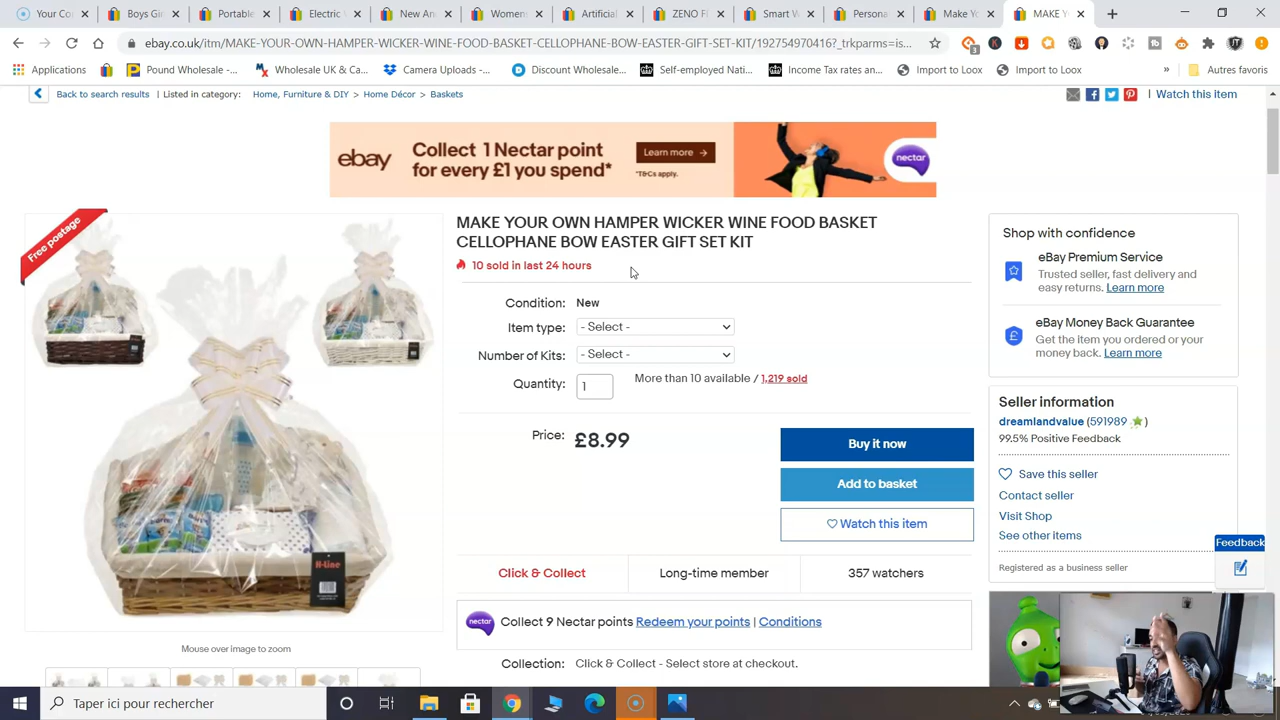 Your Co
Boys Gi
Portable
Electric
New An
Womens
Artificia
ZENO Fi
Smart W
Persona
Make Yo
MAKE Y
ebay.co.uk/itm/MAKE-YOUR-OWN-HAMPER-WICKER-WINE-FOOD-BASKET-CELLOPHANE-BOW-EASTER-GIFT-SET-KIT/192754970416?_trkparms=is...
Applications
Pound Wholesale -...
Wholesale UK & Ca...
Camera Uploads -...
Discount Wholesale...
Self-employed Nati...
Income Tax rates an...
Import to Loox
Import to Loox
»
Autres favoris
Back to search results | Listed in category: Home, Furniture & DIY > Home Décor > Baskets
| Watch this item
ebay
Collect 1 Nectar point
for every £1 you spend*
Learn more →
*T&Cs apply.
nectar
Free postage
MAKE YOUR OWN HAMPER WICKER WINE FOOD BASKET
CELLOPHANE BOW EASTER GIFT SET KIT
10 sold in last 24 hours
Condition: New
Item type: - Select -
Number of Kits: - Select -
Quantity: 1
More than 10 available / 1,219 sold
Price: £8.99
Buy it now
Add to basket
Watch this item
Click & Collect
Long-time member
357 watchers
nectar
Collect 9 Nectar points Redeem your points | Conditions
Collection: Click & Collect - Select store at checkout.
H-Line
Mouse over image to zoom
Shop with confidence
eBay Premium Service
Trusted seller, fast delivery and
easy returns. Learn more
eBay Money Back Guarantee
Get the item you ordered or your
money back. Learn more
Seller information
dreamlandvalue (591989 )
99.5% Positive Feedback
Save this seller
Contact seller
Visit Shop
See other items
Registered as a business seller
Feedback
Taper ici pour rechercher